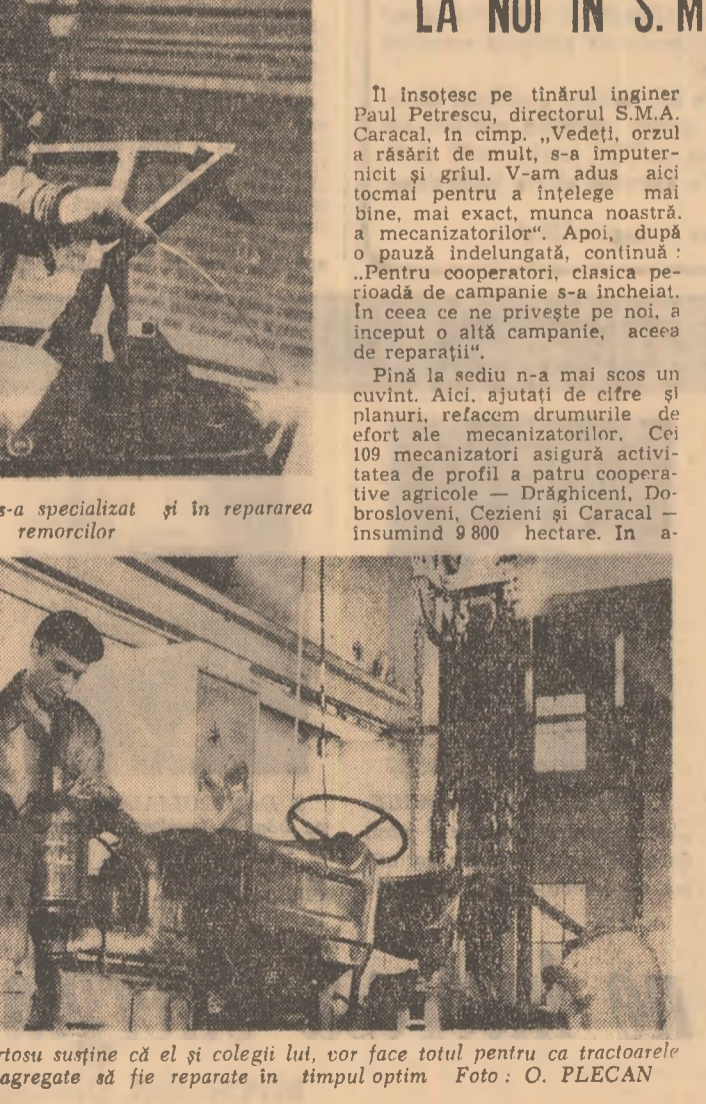 LA NOI IN S. M
Îl însoțesc pe tînărul inginer
Paul Petrescu, directorul S.M.A.
Caracal, în cîmp. „Vedeți, orzul
a răsărit de mult, s-a împuter-
nicit și grîul. V-am adus aici
tocmai pentru a înțelege mai
bine, mai exact, munca noastră.
a mecanizatorilor“. Apoi, după
o pauză îndelungată, continuă :
„Pentru cooperatori, clasica pe-
rioadă de campanie s-a încheiat.
În ceea ce ne privește pe noi, a
început o altă campanie, aceea
de reparații“.
Pînă la sediu n-a mai scos un
cuvînt. Aici, ajutați de cifre și
planuri, refacem drumurile de
efort ale mecanizatorilor. Cei
109 mecanizatori asigură activi-
tatea de profil a patru coopera-
tive agricole — Drăghiceni, Do-
brosloveni, Cezieni și Caracal —
însumînd 9 800 hectare. In a-
s-a specializat și în repararea
remorcilor
rtosu susține că el și colegii lui, vor face totul pentru ca tractoarele
agregate să fie reparate în timpul optim Foto : O. PLECAN